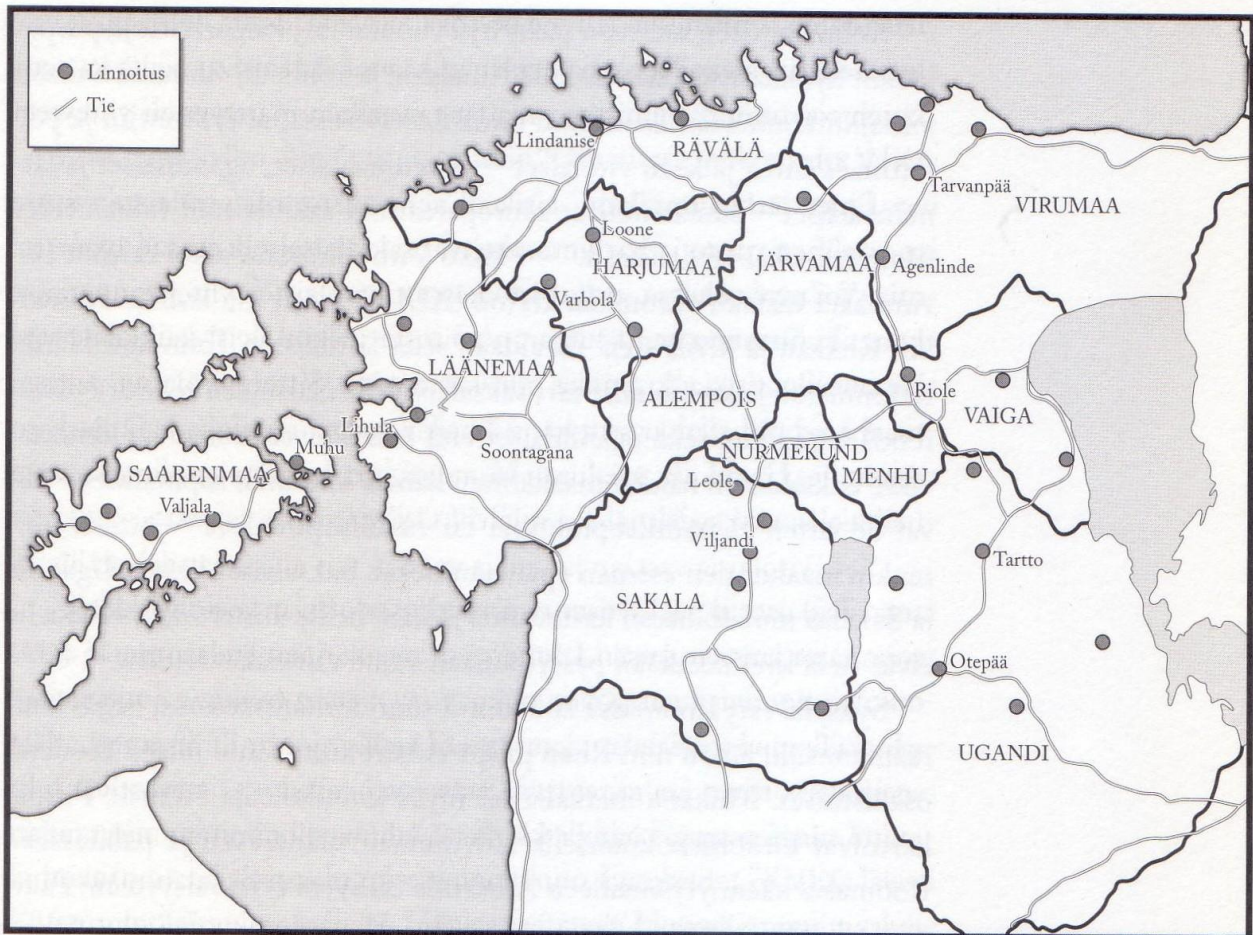 Linnoitus
Tie
Lindanise
RÄVÄLÄ
Tarvanpää
VIRUMAA
Isoone
HARJUMAA
JÄRVAMAA
Agenlinde
Varbola
LÄÄNEMAA
ALEMPOIS
Riole
VAIGA
Lihula
Soontagana
Muhu
SAARENMAA
NURMEKUND
MENHU
Leole
Valjala
Viljandi
Tartto
SAKALA
Otepää
UGANDI